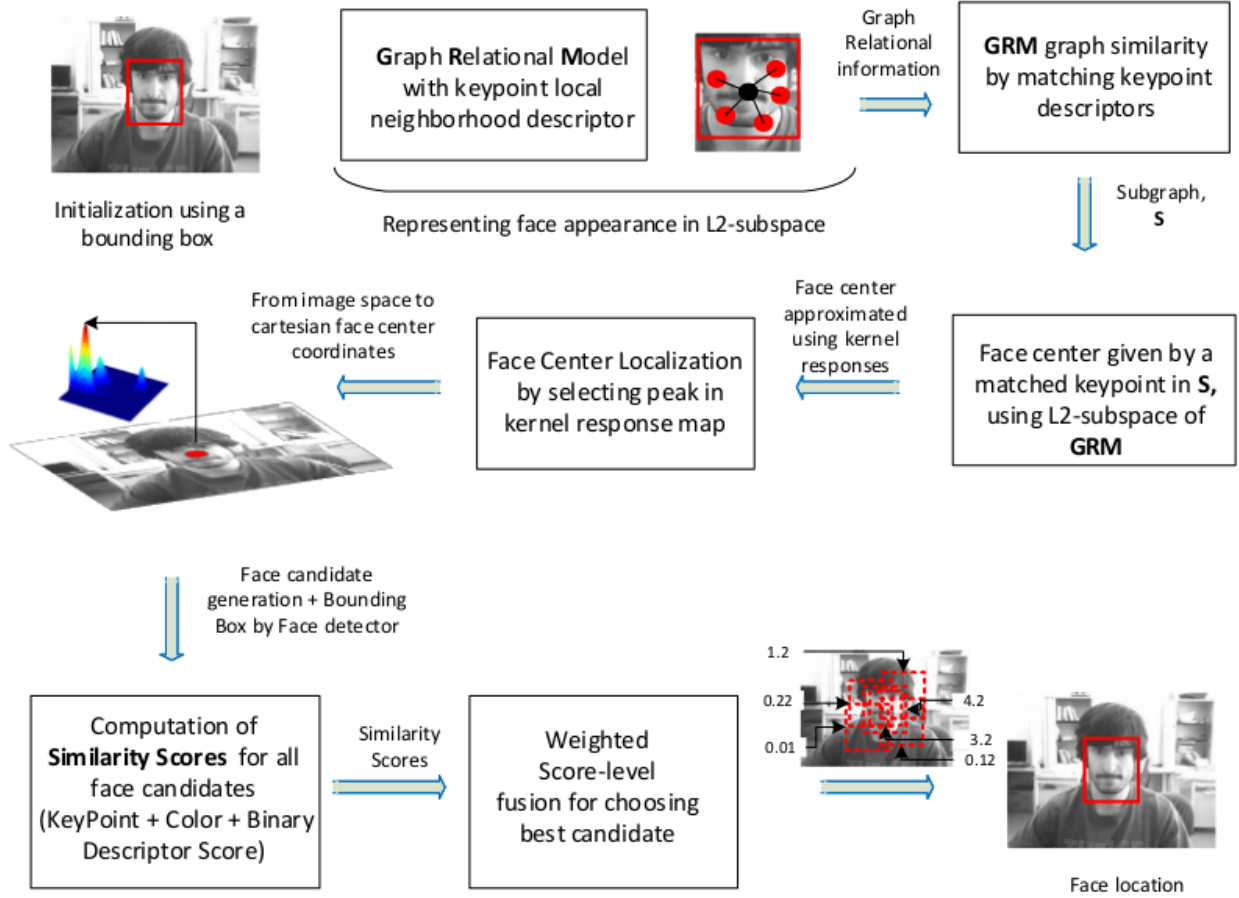 Graph Relational Model
with keypoint local
neighborhood descriptor
Graph
Relational
information
GRM graph similarity
by matching keypoint
descriptors
Initialization using a
bounding box
Representing face appearance in L2-subspace
Subgraph,
S
From image space to
cartesian face center
coordinates
Face Center Localization
by selecting peak in
kernel response map
Face center
approximated
using kernel
responses
Face center given by a
matched keypoint in S,
using L2-subspace of
GRM
Face candidate
generation + Bounding
Box by Face detector
Computation of
Similarity Scores for all
face candidates
(KeyPoint + Color + Binary
Descriptor Score)
Similarity
Scores
Weighted
Score-level
fusion for choosing
best candidate
1.2
0.22
0.01
4.2
3.2
0.12
Face location